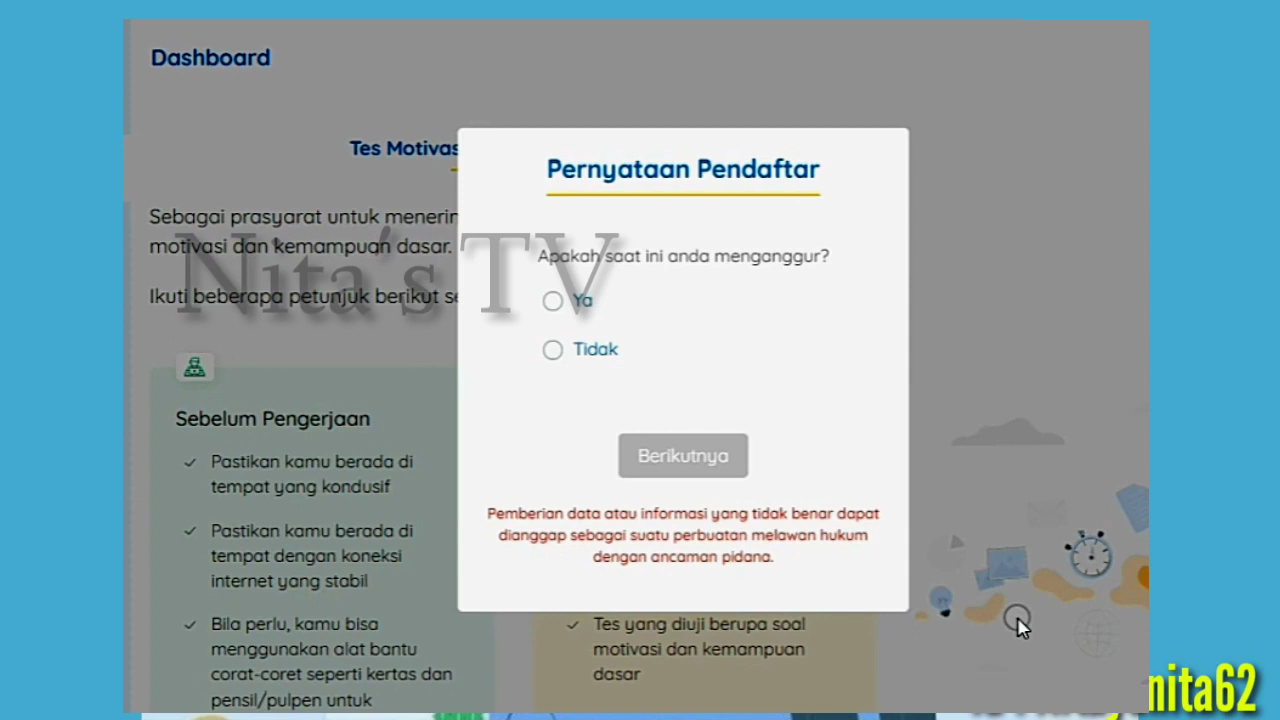 Dashboard
Tes Motivas
Pernyataan Pendaftar
Sebagai prasyarat untuk menerin
motivasi dan kemampuan dasar.
Nita's TV
Apakah saat ini anda menganggur?
Ikuti beberapa petunjuk berikut se
Ya
Tidak
Sebelum Pengerjaan
Berikutnya
Pastikan kamu berada di
tempat yang kondusif
Pemberian data atau informasi yang tidak benar dapat
dianggap sebagai suatu perbuatan melawan hukum
dengan ancaman pidana.
Pastikan kamu berada di
tempat dengan koneksi
internet yang stabil
Bila perlu, kamu bisa
menggunakan alat bantu
corat-coret seperti kertas dan
pensil/pulpen untuk
Tes yang diuji berupa soal
motivasi dan kemampuan
dasar
nita62